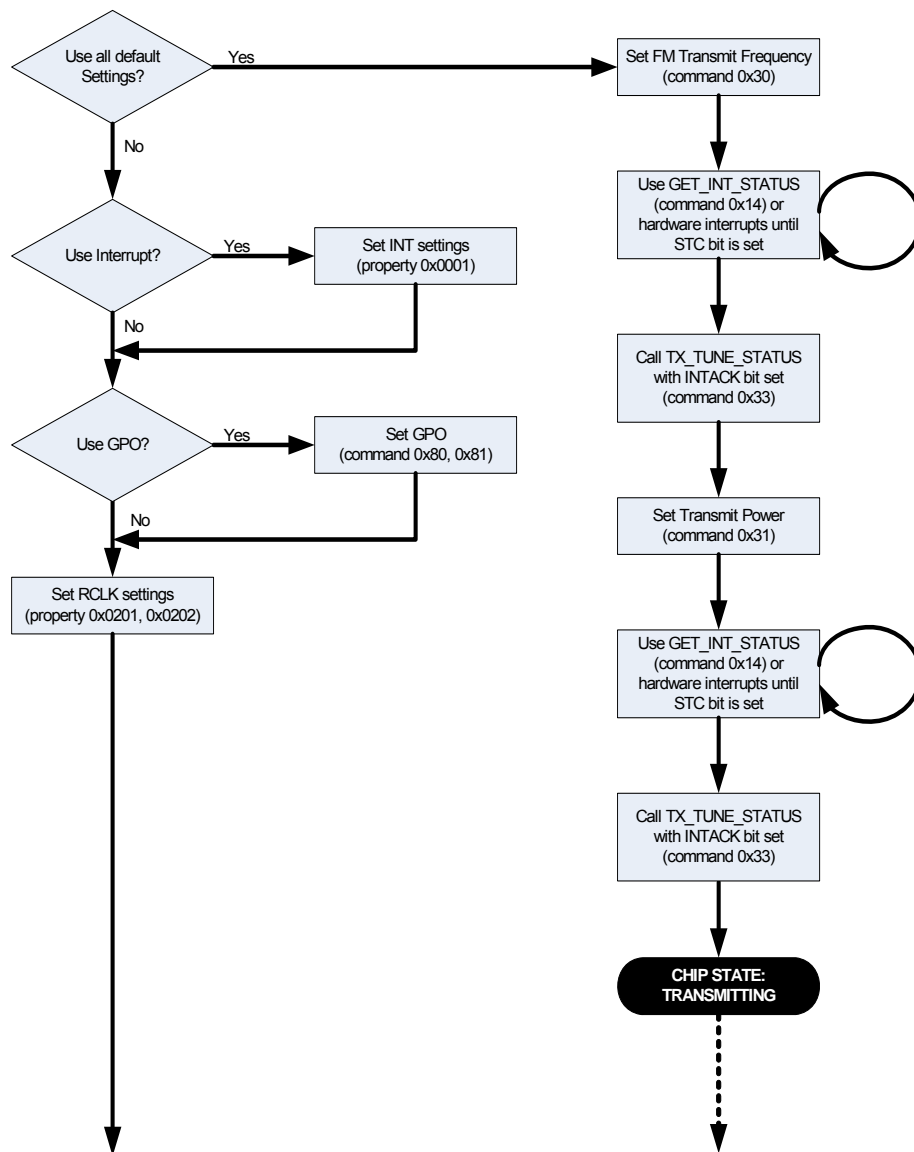 Use all default
Settings?
Yes
No
Use Interrupt?
Yes
No
Set INT settings
(property 0x0001)
Use GPO?
Yes
No
Set GPO
(command 0x80, 0x81)
Set RCLK settings
(property 0x0201, 0x0202)
Set FM Transmit Frequency
(command 0x30)
Use GET_INT_STATUS
(command 0x14) or
hardware interrupts until
STC bit is set
Call TX_TUNE_STATUS
with INTACK bit set
(command 0x33)
Set Transmit Power
(command 0x31)
Use GET_INT_STATUS
(command 0x14) or
hardware interrupts until
STC bit is set
Call TX_TUNE_STATUS
with INTACK bit set
(command 0x33)
CHIP STATE:
TRANSMITTING